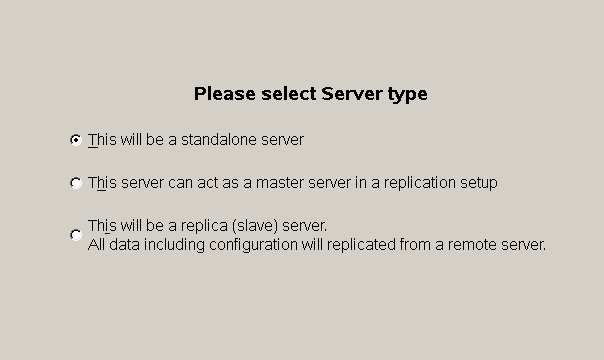 Please select Server type
This will be a standalone server
This server can act as a master server in a replication setup
This will be a replica (slave) server.
All data including configuration will replicated from a remote server.